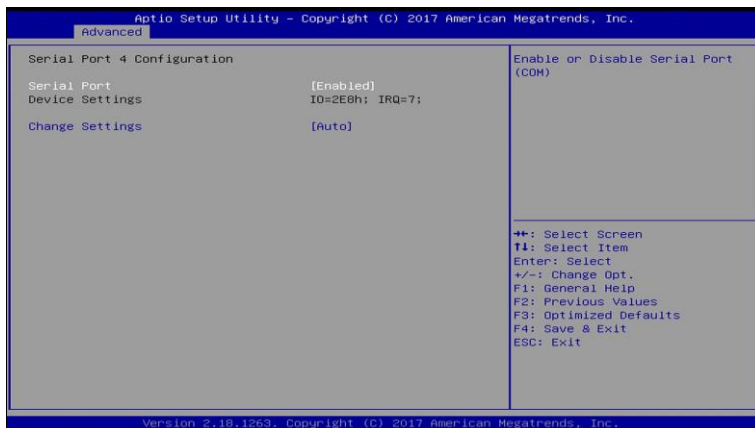 Aptio Setup Utility – Copyright (C) 2017 American Megatrends, Inc.
Advanced
Serial Port 4 Configuration
Serial Port [Enabled]
Device Settings IO=2E8h; IRQ=7;
Change Settings [Auto]
Enable or Disable Serial Port
(COM)
→←: Select Screen
↑↓: Select Item
Enter: Select
+/-: Change Opt.
F1: General Help
F2: Previous Values
F3: Optimized Defaults
F4: Save & Exit
ESC: Exit
Version 2.18.1263. Copyright (C) 2017 American Megatrends, Inc.